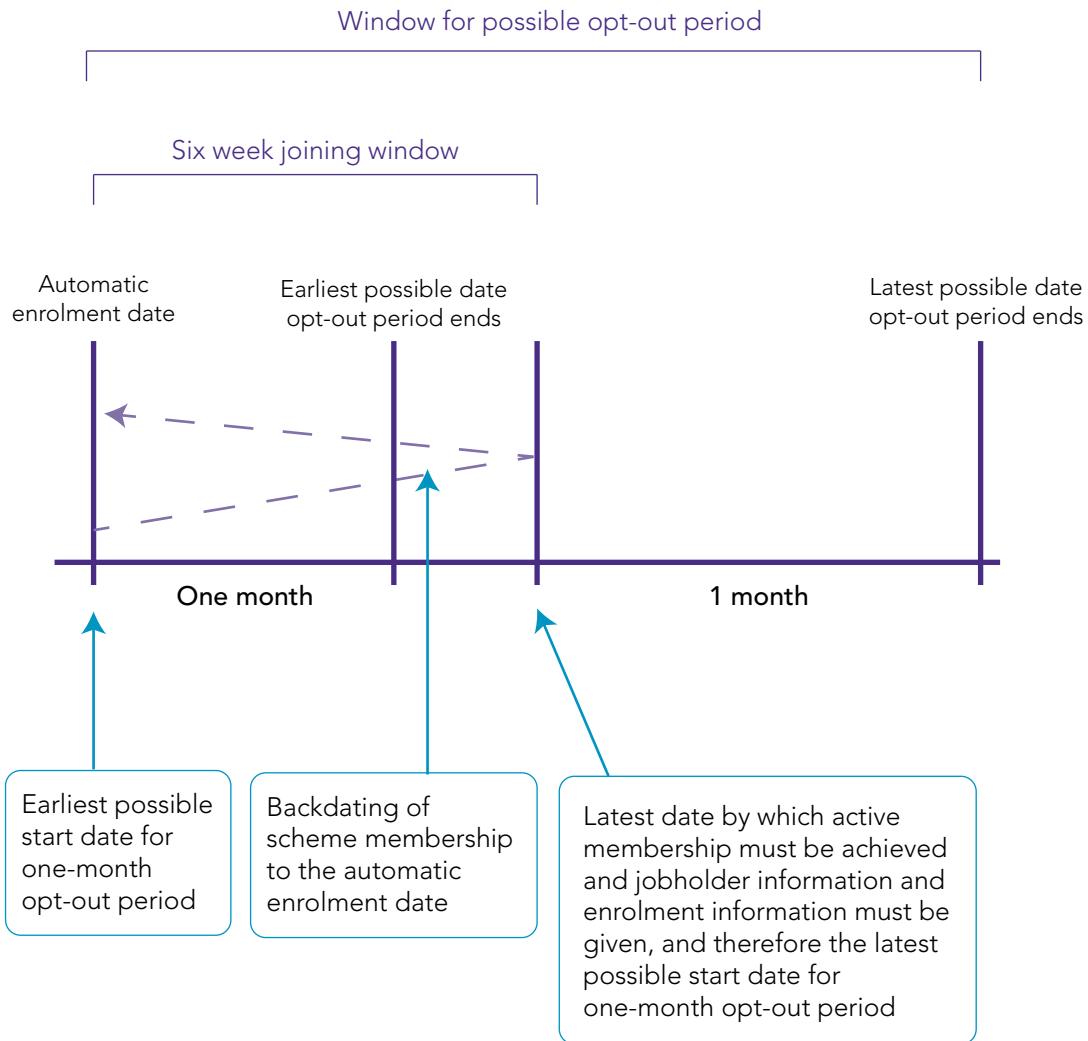 Window for possible opt-out period
Six week joining window
Automatic
enrolment date
Earliest possible date
opt-out period ends
Latest possible date
opt-out period ends
One month
1 month
Earliest possible
start date for
one-month
opt-out period
Backdating of
scheme membership
to the automatic
enrolment date
Latest date by which active
membership must be achieved
and jobholder information and
enrolment information must be
given, and therefore the latest
possible start date for
one-month opt-out period